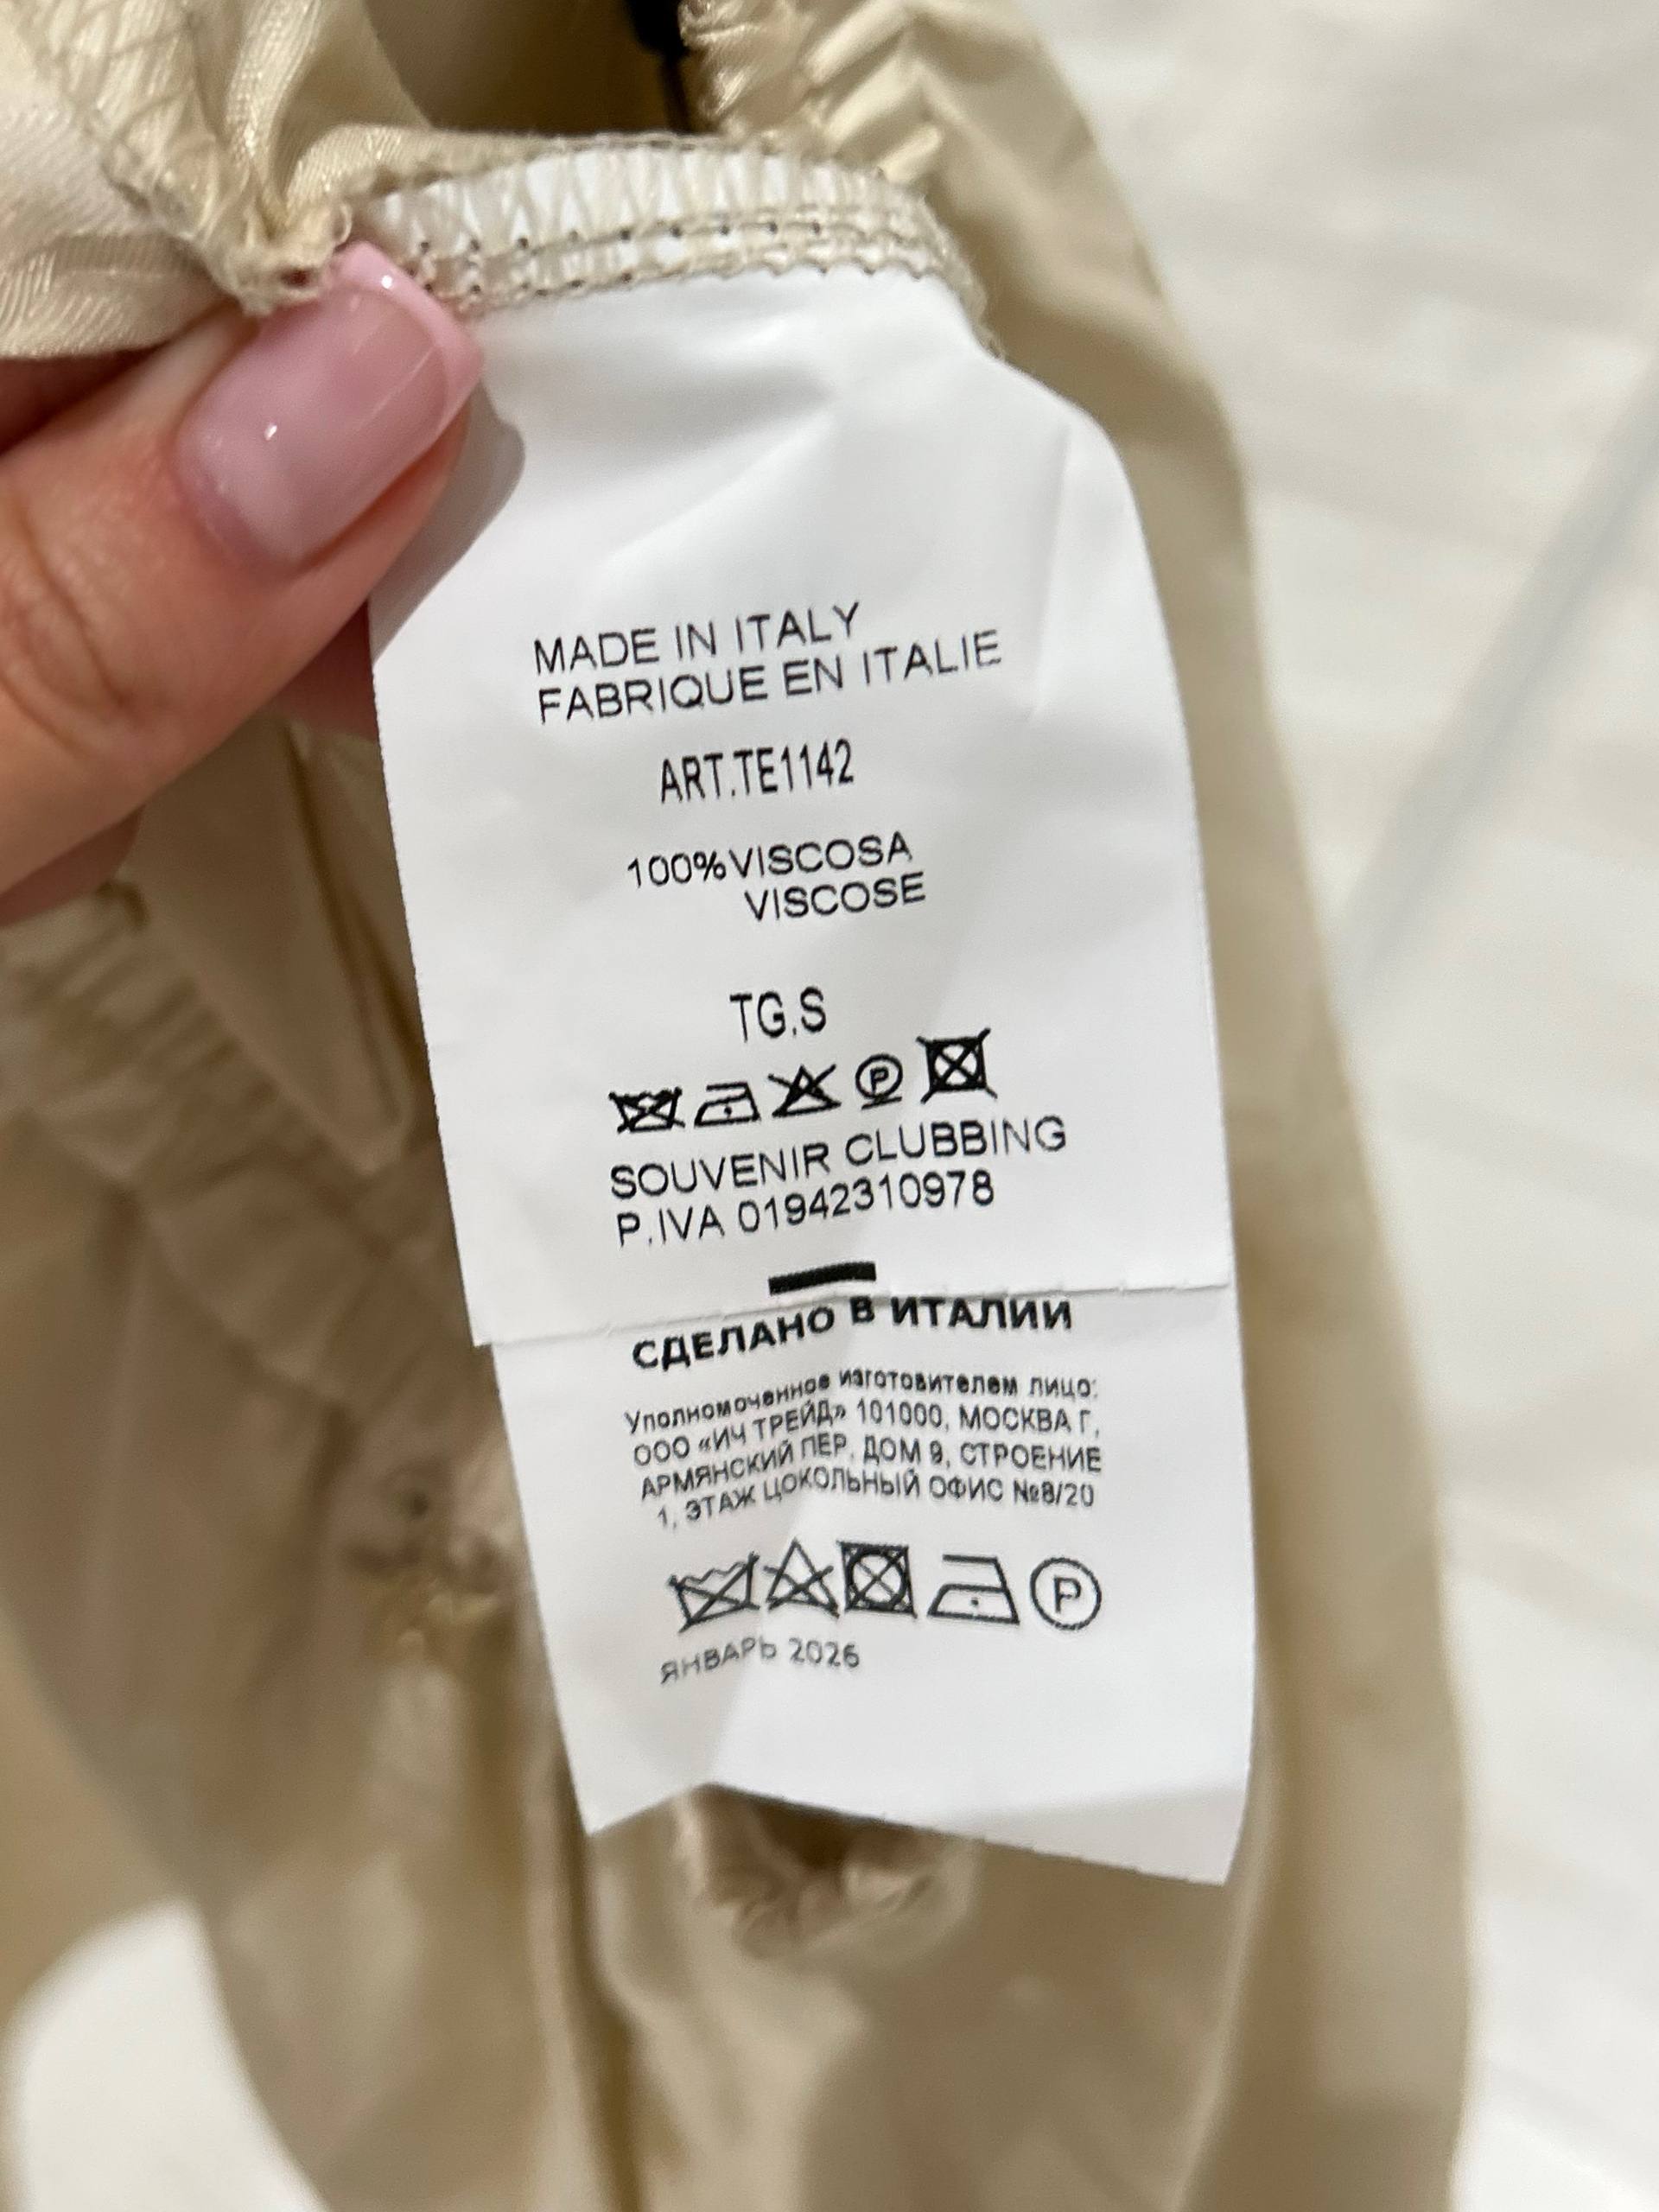 MADE IN ITALY
FABRIQUE EN ITALIE
ART.TE1142
100%VISCOSA
VISCOSE
TG.S
P
SOUVENIR CLUBBING
P.IVA 01942310978
СДЕЛАНО В ИТАЛИИ
Уполномоченное изготовителем лицо:
ООО «ИЧ ТРЕЙД» 101000, МОСКВА Г,
АРМЯНСКИЙ ПЕР, ДОМ 9, СТРОЕНИЕ
1, ЭТАЖ ЦОКОЛЬНЫЙ ОФИС №8/20
P
ЯНВАРЬ 2026